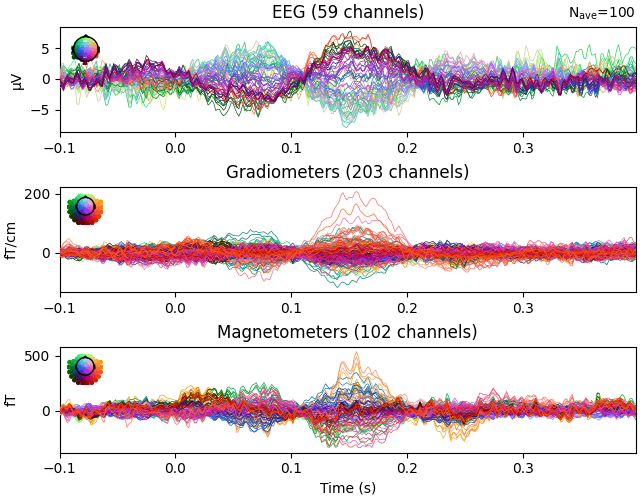 EEG (59 channels)
Nave=100
5
0
−5
µV
−0.1 0.0 0.1 0.2 0.3
Gradiometers (203 channels)
200
0
fT/cm
−0.1 0.0 0.1 0.2 0.3
Magnetometers (102 channels)
500
0
fT
−0.1 0.0 0.1 0.2 0.3
Time (s)